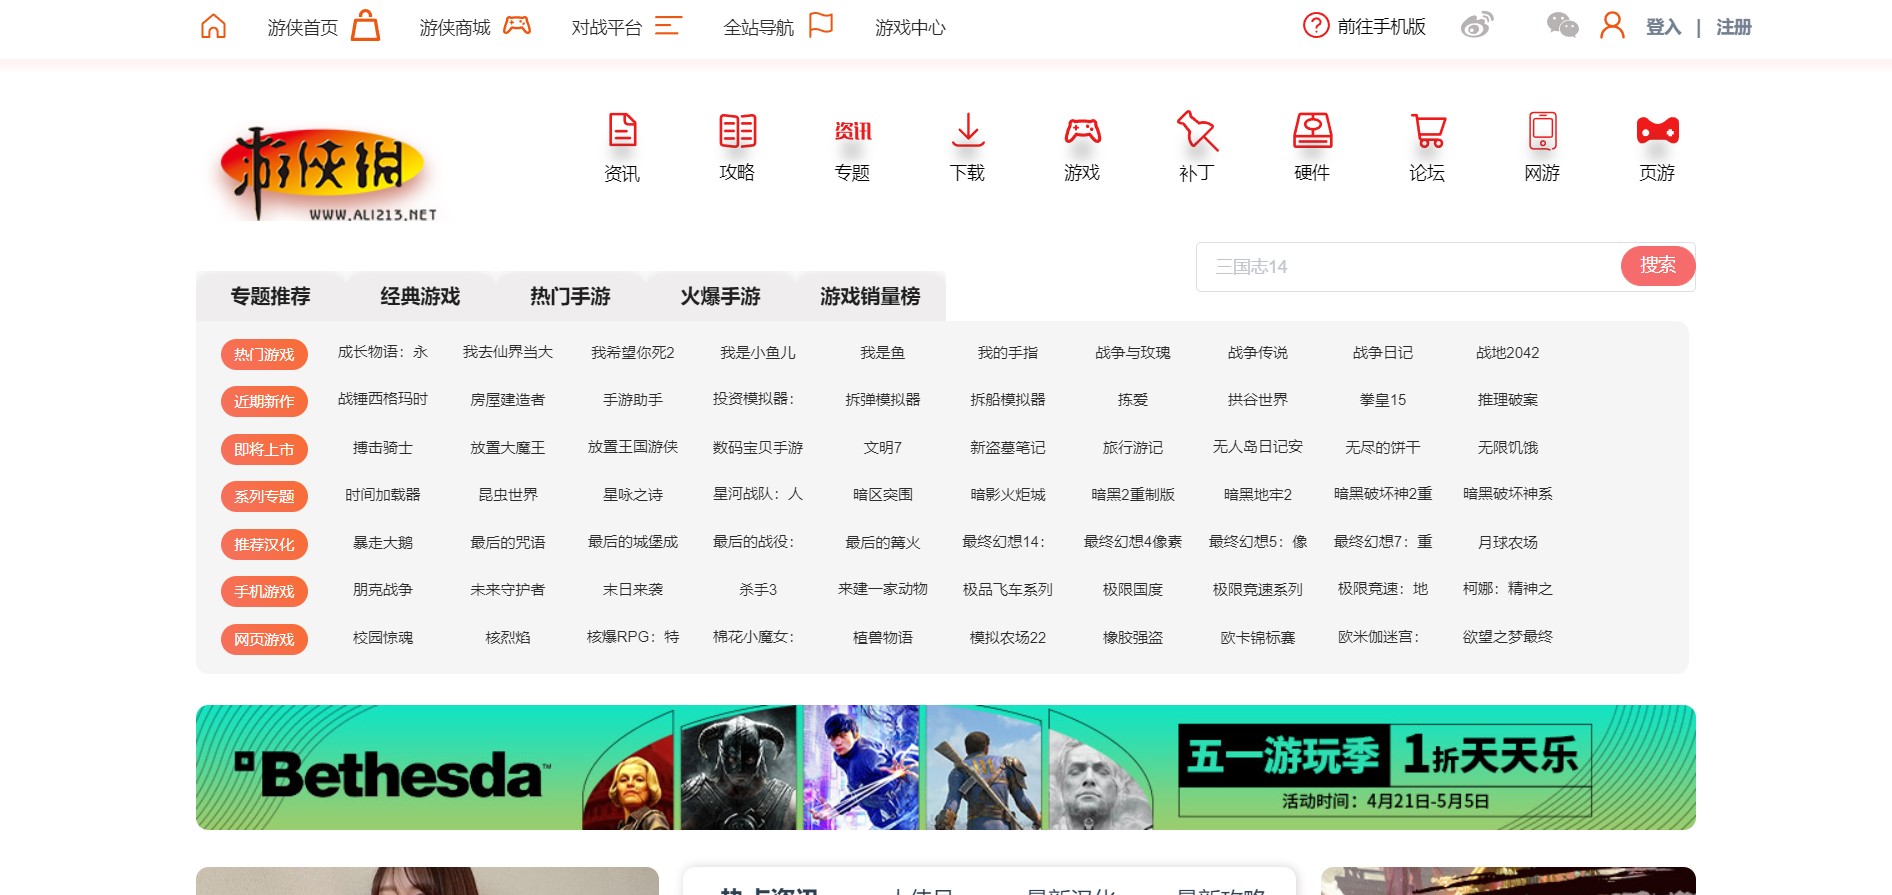 游侠首页 游侠商城 对战平台 全站导航 游戏中心 前往手机版 登入 | 注册
游侠網
WWW.ALI213.NET
资讯
资讯 攻略 专题 下载 游戏 补丁 硬件 论坛 网游 页游
三国志14 搜索
专题推荐 经典游戏 热门手游 火爆手游 游戏销量榜
热门游戏 成长物语：永 我去仙界当大 我希望你死2 我是小鱼儿 我是鱼 我的手指 战争与玫瑰 战争传说 战争日记 战地2042
近期新作 战锤西格玛时 房屋建造者 手游助手 投资模拟器： 拆弹模拟器 拆船模拟器 拣爱 拱谷世界 拳皇15 推理破案
即将上市 搏击骑士 放置大魔王 放置王国游侠 数码宝贝手游 文明7 新盗墓笔记 旅行游记 无人岛日记安 无尽的饼干 无限饥饿
系列专题 时间加载器 昆虫世界 星咏之诗 星河战队：人 暗区突围 暗影火炬城 暗黑2重制版 暗黑地牢2 暗黑破坏神2重 暗黑破坏神系
推荐汉化 暴走大鹅 最后的咒语 最后的城堡成 最后的战役： 最后的篝火 最终幻想14： 最终幻想4像素 最终幻想5：像 最终幻想7：重 月球农场
手机游戏 朋克战争 未来守护者 末日来袭 杀手3 来建一家动物 极品飞车系列 极限国度 极限竞速系列 极限竞速：地 柯娜：精神之
网页游戏 校园惊魂 核烈焰 核爆RPG：特 棉花小魔女： 植兽物语 模拟农场22 橡胶强盗 欧卡锦标赛 欧米伽迷宫： 欲望之梦最终
Bethesda™ 五一游玩季 1折天天乐
活动时间：4月21日-5月5日
热点资讯 最新汉化 最新攻略